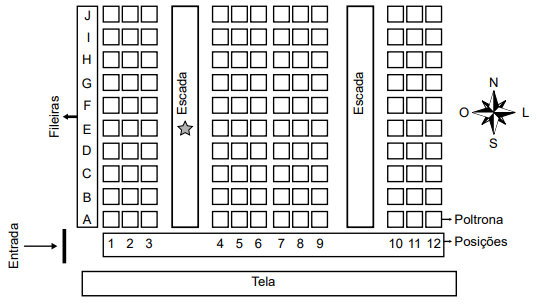 J
I
H
G
F
E
D
C
B
A
Fileiras
Escada
Escada
N
O
L
S
Entrada
Poltrona
1 2 3 4 5 6 7 8 9 10 11 12
Posições
Tela